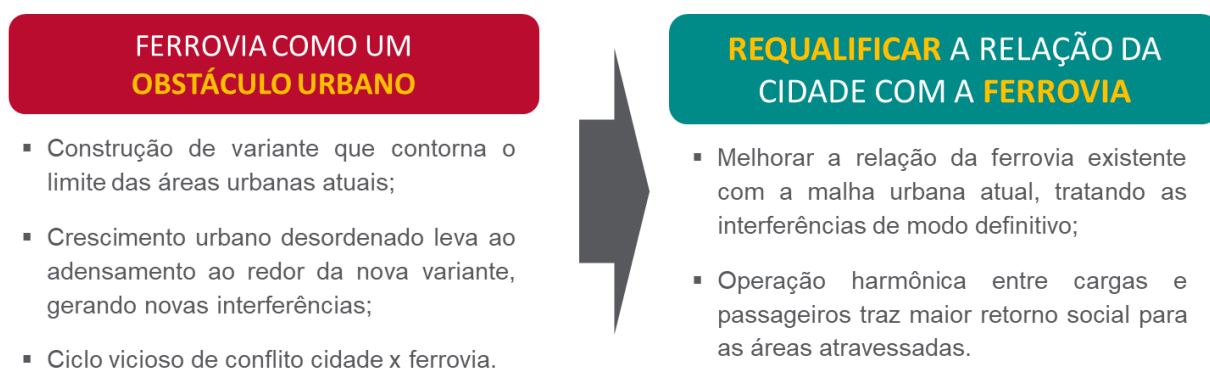 FERROVIA COMO UM
OBSTÁCULO URBANO
▪ Construção de variante que contorna o
limite das áreas urbanas atuais;
▪ Crescimento urbano desordenado leva ao
adensamento ao redor da nova variante,
gerando novas interferências;
▪ Ciclo vicioso de conflito cidade x ferrovia.
REQUALIFICAR A RELAÇÃO DA
CIDADE COM A FERROVIA
▪ Melhorar a relação da ferrovia existente
com a malha urbana atual, tratando as
interferências de modo definitivo;
▪ Operação harmônica entre cargas e
passageiros traz maior retorno social para
as áreas atravessadas.